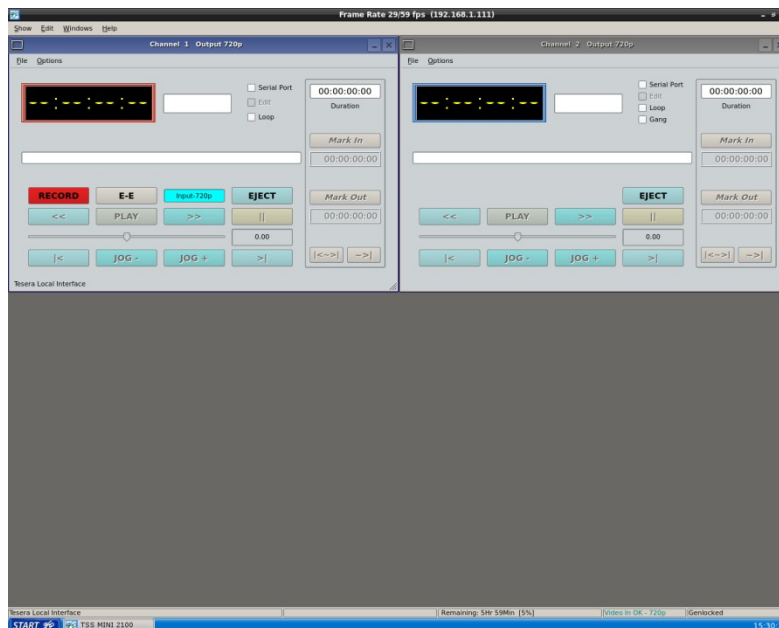 Frame Rate 29/59 fps (192.168.1.111)
Show Edit Windows Help
Channel 1 Output 720p
File Options
--:--:--:--
Serial Port
Edit
Loop
00:00:00:00
Duration
Mark In
00:00:00:00
RECORD E-E Input-720p EJECT
Mark Out
<< PLAY >> ||
00:00:00:00
0.00
|< JOG - JOG + >|
|<~>| ~>|
Tesera Local Interface
Channel 2 Output 720p
File Options
--:--:--:--
Serial Port
Edit
Loop
Gang
00:00:00:00
Duration
Mark In
00:00:00:00
EJECT
Mark Out
<< PLAY >> ||
00:00:00:00
0.00
|< JOG - JOG + >|
|<~>| ~>|
Tesera Local Interface || Remaining: 5Hr 59Min [5%] Video In OK - 720p Genlocked
START TSS MINI 2100 15:30: